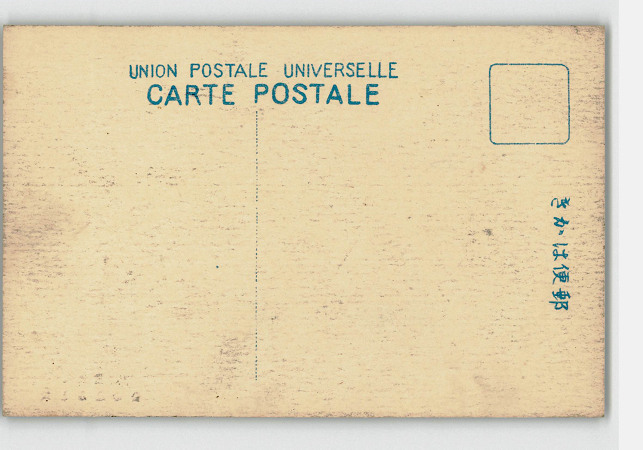 UNION POSTALE UNIVERSELLE
CARTE POSTALE
きかは便郵